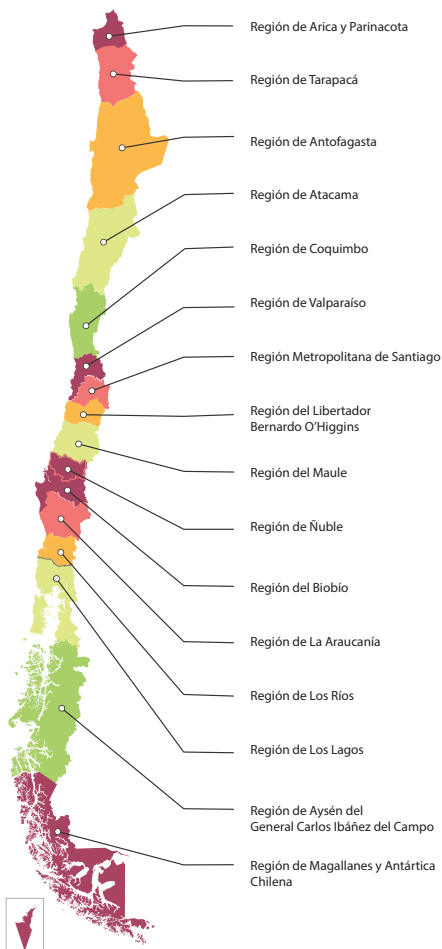 Región de Arica y Parinacota
Región de Tarapacá
Región de Antofagasta
Región de Atacama
Región de Coquimbo
Región de Valparaíso
Región Metropolitana de Santiago
Región del Libertador
Bernardo O’Higgins
Región del Maule
Región de Ñuble
Región del Biobío
Región de La Araucanía
Región de Los Ríos
Región de Los Lagos
Región de Aysén del
General Carlos Ibáñez del Campo
Región de Magallanes y Antártica
Chilena